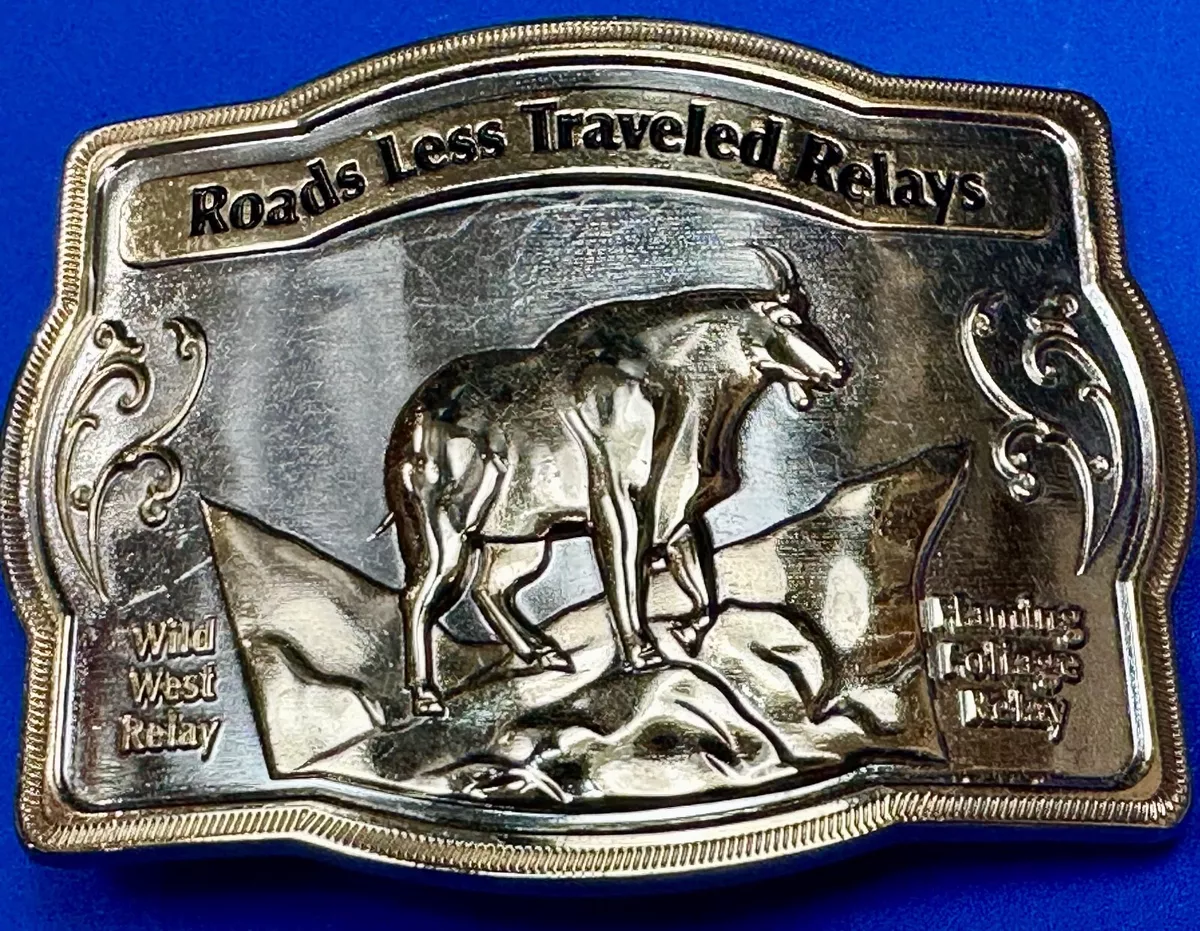 Roads Less Traveled Relays
Wild
West
Relay
Flaming
Foliage
Relay